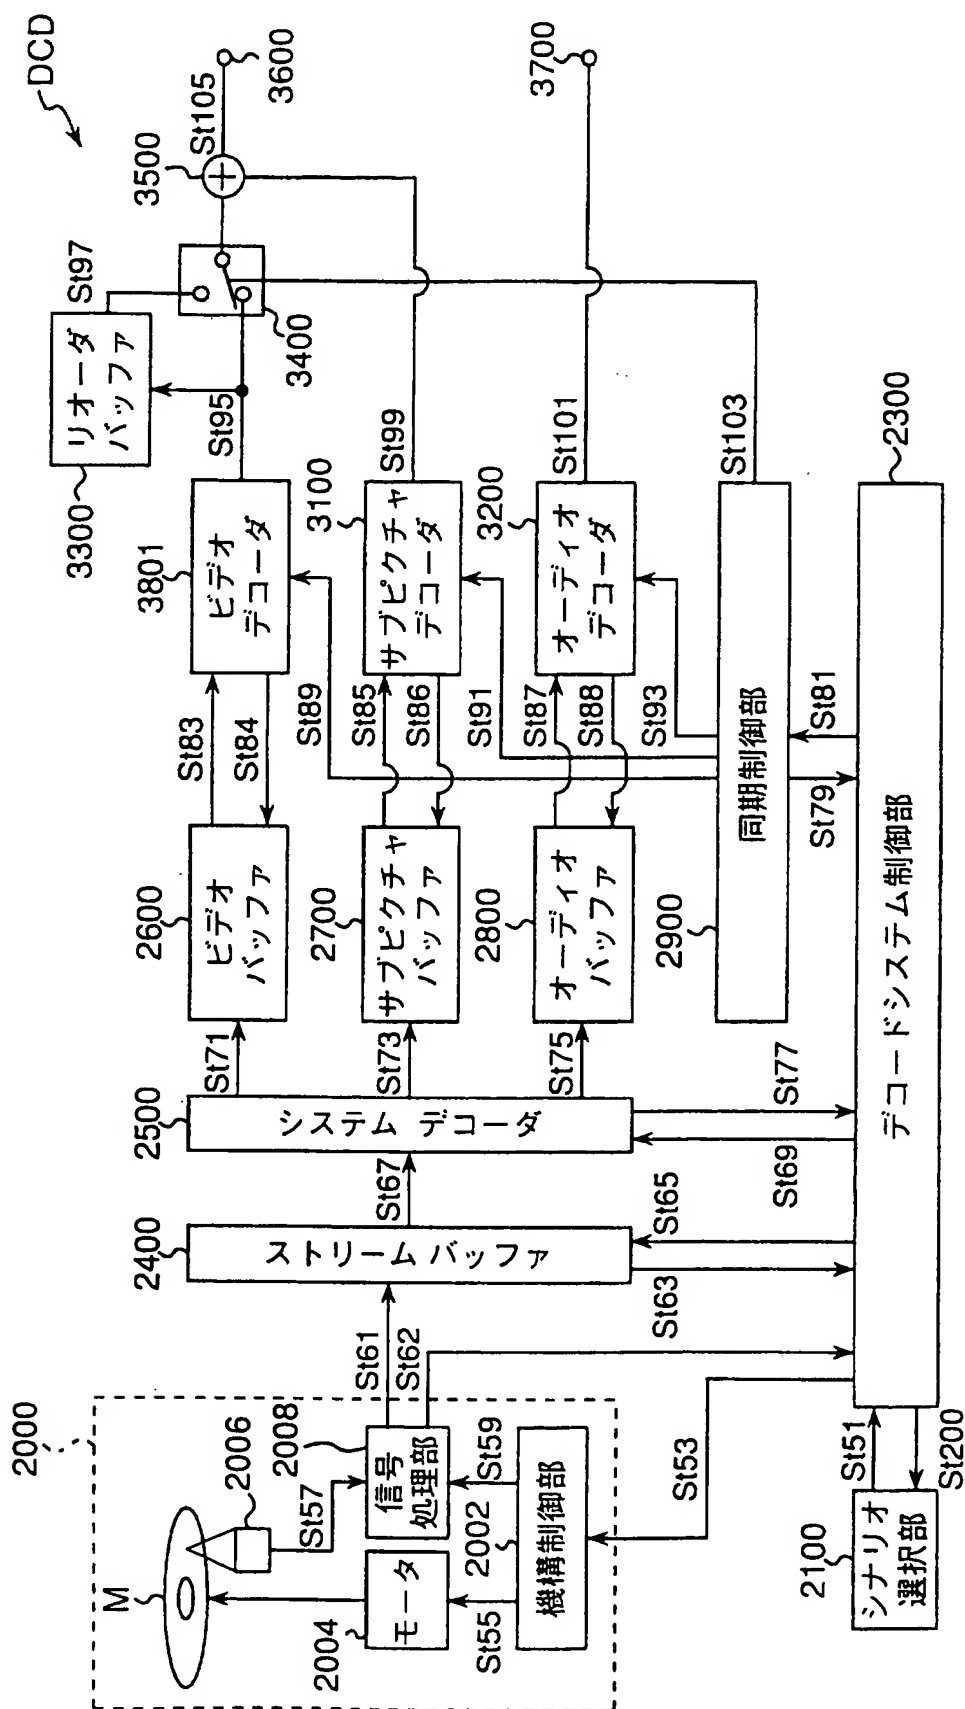 DCD
2000
M
2006
2008
St57
信号
処理部
St61
St62
2004
モータ
2002
St59
St55
機構制御部
St53
2100
シナリオ
選択部
St51
St200
2400
ストリーム バッファ
St63
St65
St67
2500
システム デコーダ
St69
St77
St71
St73
St75
2600
ビデオ
バッファ
2700
サブピクチャ
バッファ
2800
オーディオ
バッファ
St83
St84
St89
St85
St86
St91
St87
St88
St93
3801
ビデオ
デコーダ
3100
サブピクチャ
デコーダ
3200
オーディオ
デコーダ
2900
同期制御部
St79
St81
2300
デコードシステム制御部
3300
リオーダ
バッファ
St95
St97
St99
St101
St103
3400
3500
St105
3600
3700